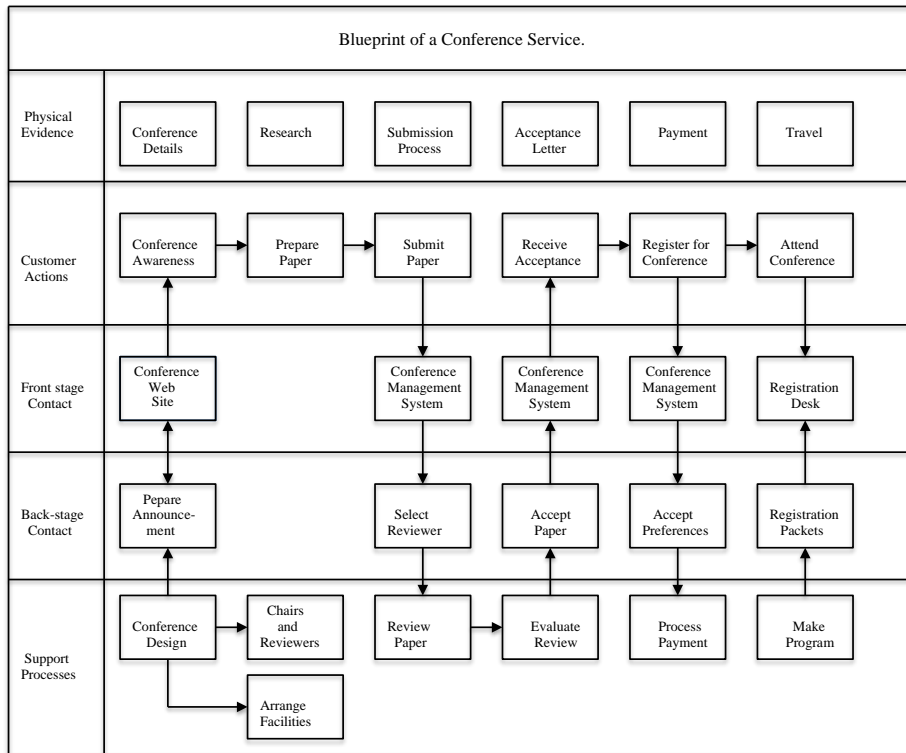 Blueprint of a Conference Service.
Physical
Evidence
Conference
Details
Research
Submission
Process
Acceptance
Letter
Payment
Travel
Customer
Actions
Conference
Awareness
Prepare
Paper
Submit
Paper
Receive
Acceptance
Register for
Conference
Attend
Conference
Front stage
Contact
Conference
Web
Site
Conference
Management
System
Conference
Management
System
Conference
Management
System
Registration
Desk
Back-stage
Contact
Pepare
Announce-
ment
Select
Reviewer
Accept
Paper
Accept
Preferences
Registration
Packets
Support
Processes
Conference
Design
Chairs
and
Reviewers
Review
Paper
Evaluate
Review
Process
Payment
Make
Program
Arrange
Facilities